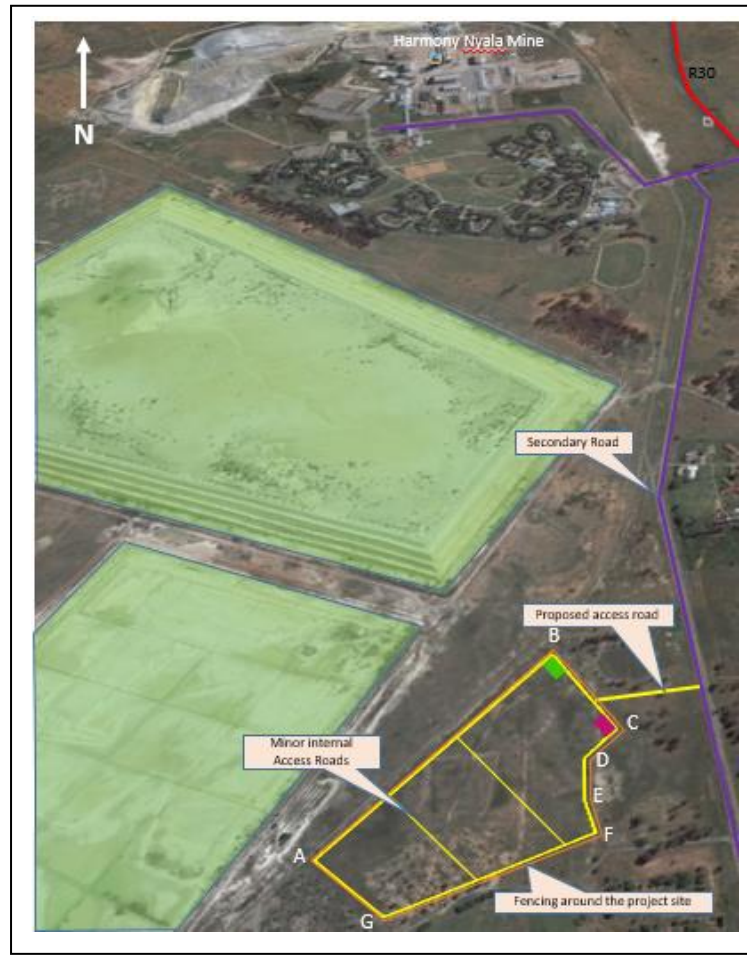 Harmony Nyala Mine
R30
N
Secondary Road
Proposed access road
B
C
Minor internal
Access Roads
D
E
F
A
Fencing around the project site
G